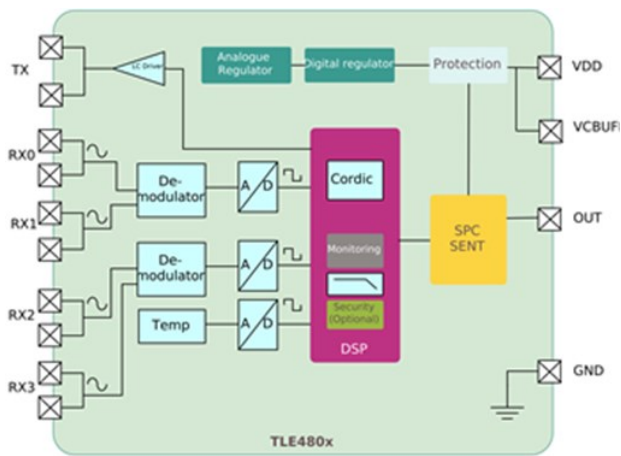 TX
LC Driver
Analogue
Regulator
Digital regulator
Protection
VDD
VCBUF
RX0
RX1
De-
modulator
A/D
Cordic
SPC
SENT
OUT
De-
modulator
A/D
Monitoring
RX2
Temp
A/D
Security
(Optional)
DSP
RX3
GND
TLE480x